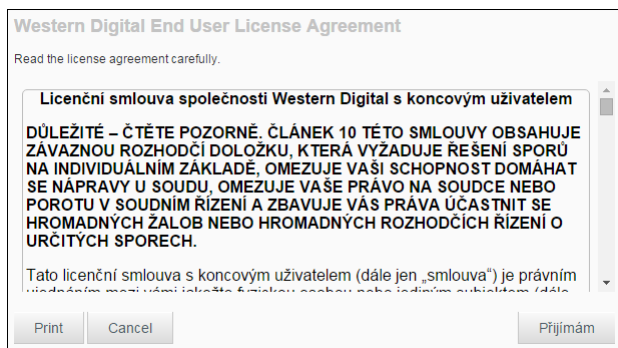 Western Digital End User License Agreement
Read the license agreement carefully.
Licenční smlouva společnosti Western Digital s koncovým uživatelem
DŮLEŽITÉ – ČTĚTE POZORNĚ. ČLÁNEK 10 TÉTO SMLOUVY OBSAHUJE
ZÁVAZNOU ROZHODČÍ DOLOŽKU, KTERÁ VYŽADUJE ŘEŠENÍ SPORŮ
NA INDIVIDUÁLNÍM ZÁKLADĚ, OMEZUJE VAŠI SCHOPNOST DOMÁHAT
SE NÁPRAVY U SOUDU, OMEZUJE VAŠE PRÁVO NA SOUDCE NEBO
POROTU V SOUDNÍM ŘÍZENÍ A ZBAVUJE VÁS PRÁVA ÚČASTNIT SE
HROMADNÝCH ŽALOB NEBO HROMADNÝCH ROZHODČÍCH ŘÍZENÍ O
URČITÝCH SPORECH.
Tato licenční smlouva s koncovým uživatelem (dále jen „smlouva“) je právním
Print Cancel Přijímám